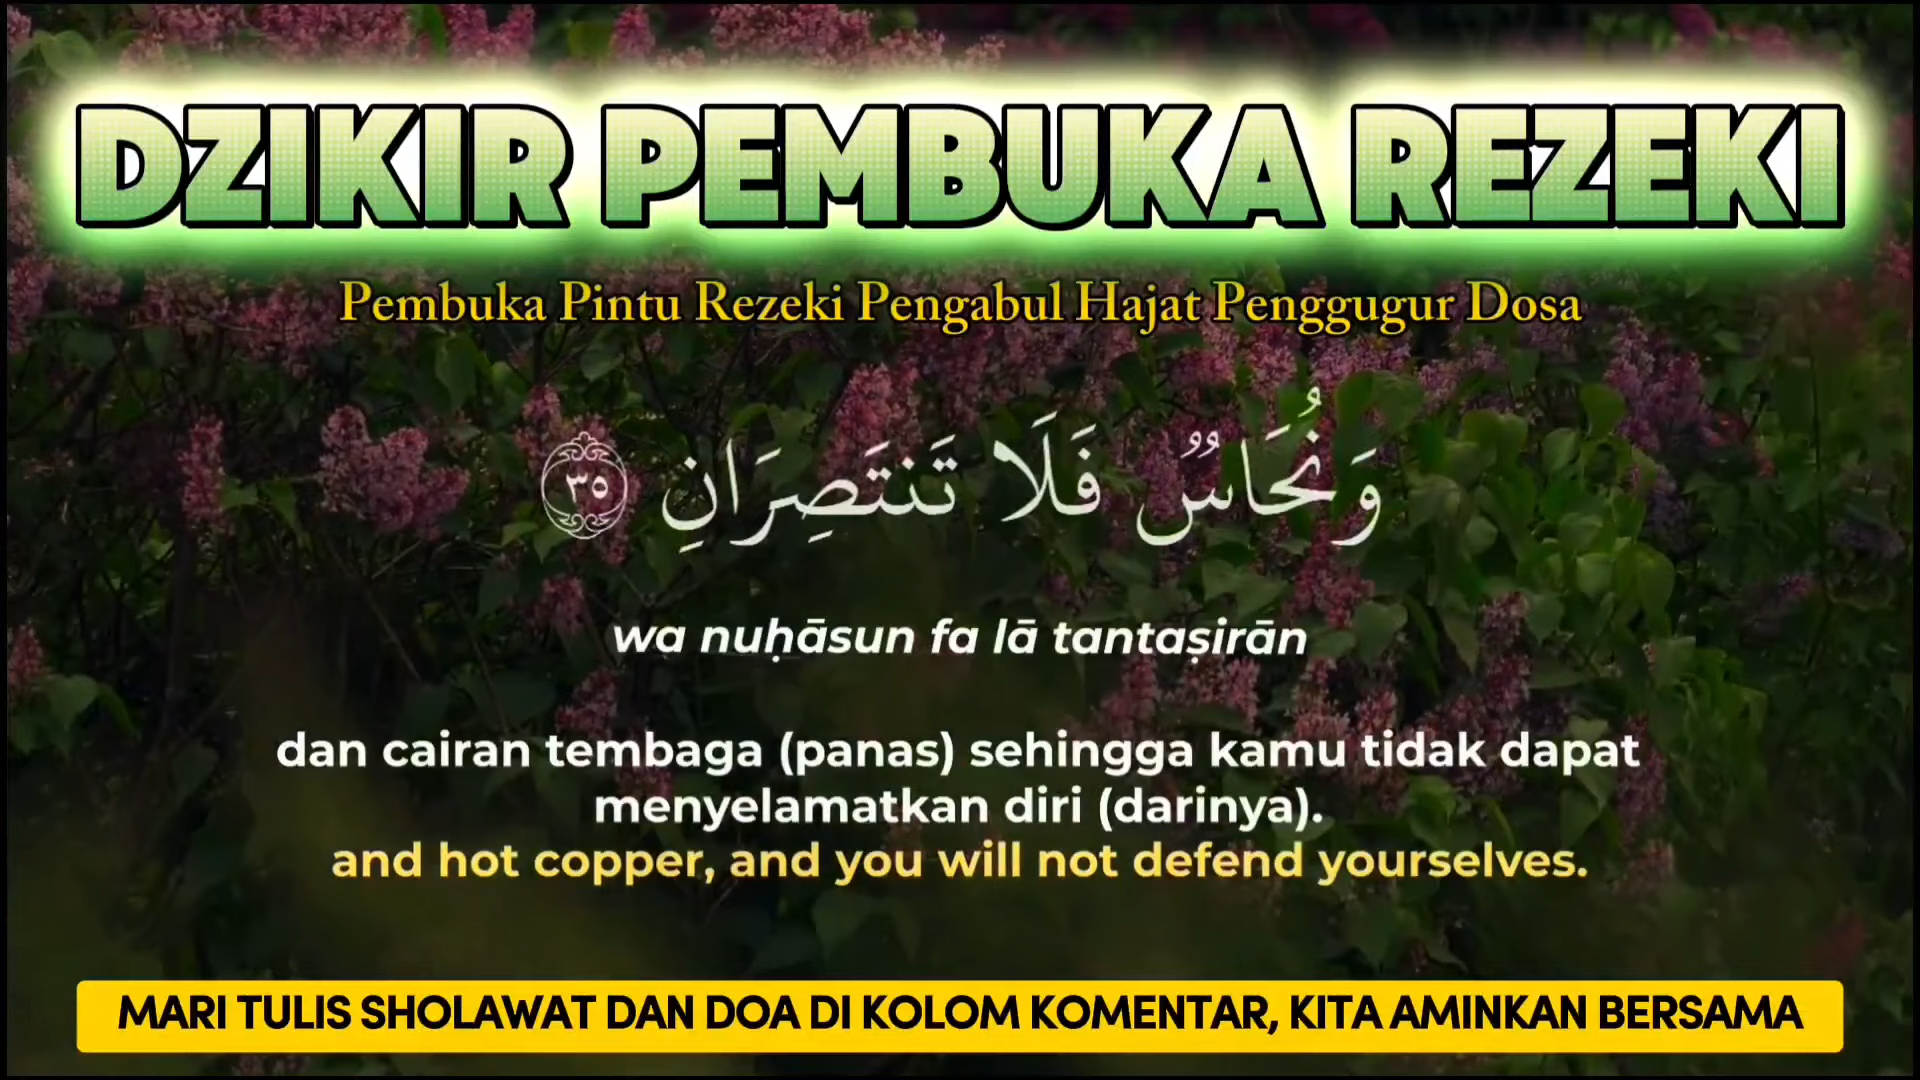 DZIKIR PEMBUKA REZEKI
Pembuka Pintu Rezeki Pengabul Hajat Penggugur Dosa
وَنُحَاسٌ فَلَا تَنتَصِرَانِ ٣٥
wa nuḥāsun fa lā tantaṣirān
dan cairan tembaga (panas) sehingga kamu tidak dapat
menyelamatkan diri (darinya).
and hot copper, and you will not defend yourselves.
MARI TULIS SHOLAWAT DAN DOA DI KOLOM KOMENTAR, KITA AMINKAN BERSAMA